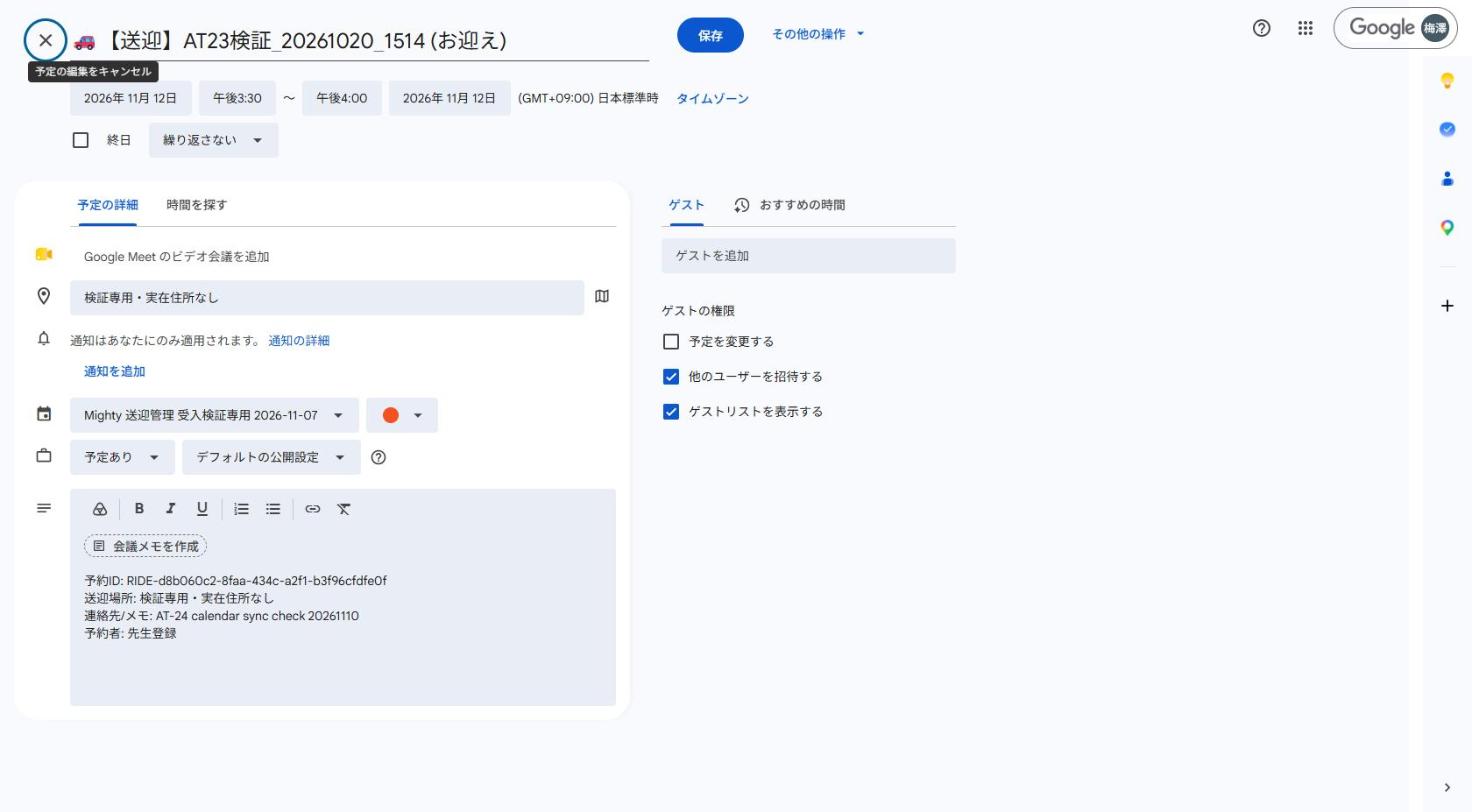 【送迎】AT23検証_20261020_1514 (お迎え)
保存
その他の操作
Google
梅澤
予定の編集をキャンセル
2026年 11月 12日 午後3:30 ～ 午後4:00 2026年 11月 12日 (GMT+09:00) 日本標準時 タイムゾーン
終日 繰り返さない
予定の詳細 時間を探す
Google Meet のビデオ会議を追加
検証専用・実在住所なし
通知はあなたにのみ適用されます。 通知の詳細
通知を追加
Mighty 送迎管理 受入検証専用 2026-11-07
予定あり デフォルトの公開設定
B I U
会議メモを作成
予約ID: RIDE-d8b060c2-8faa-434c-a2f1-b3f96cfdfe0f
送迎場所: 検証専用・実在住所なし
連絡先/メモ: AT-24 calendar sync check 20261110
予約者: 先生登録
ゲスト おすすめの時間
ゲストを追加
ゲストの権限
予定を変更する
他のユーザーを招待する
ゲストリストを表示する